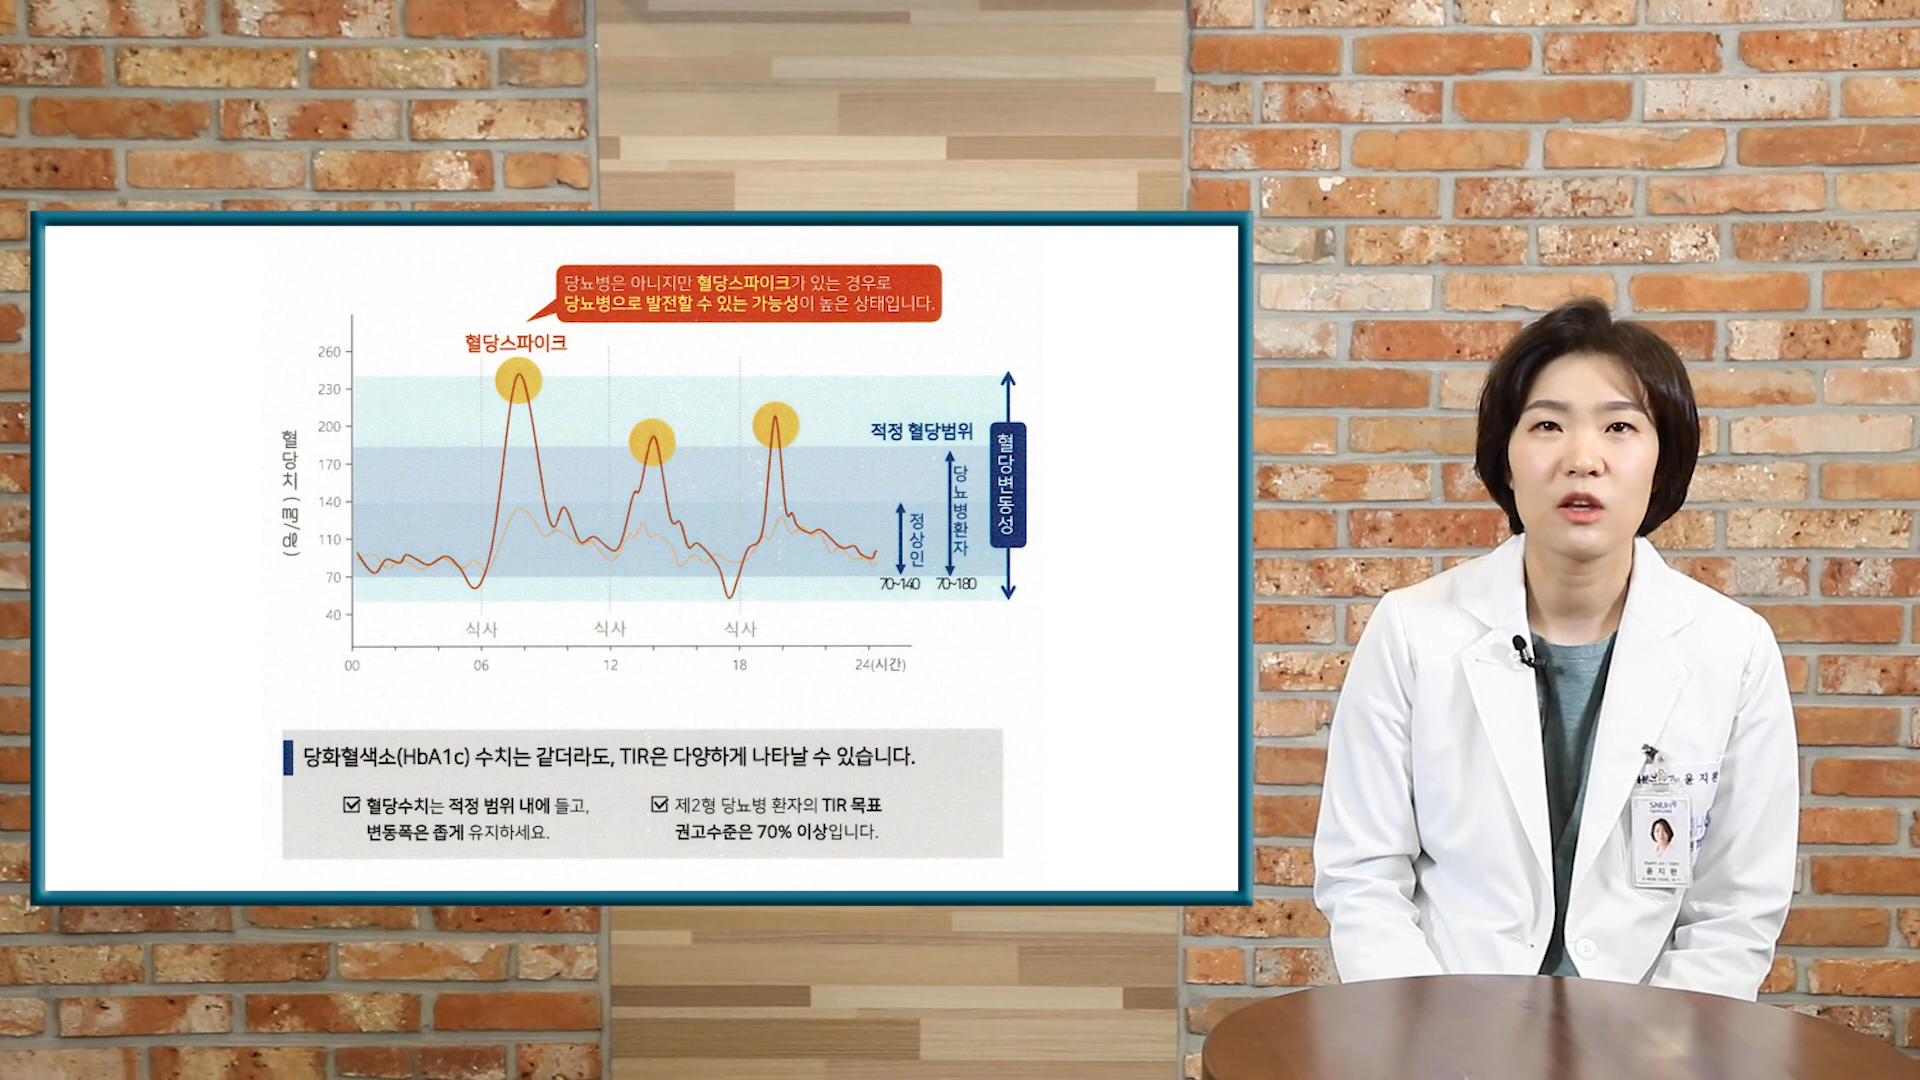 당뇨병은 아니지만 혈당스파이크가 있는 경우로
당뇨병으로 발전할 수 있는 가능성이 높은 상태입니다.
혈당스파이크
260
230
200
170
140
110
70
40
혈당치 (mg/dl)
적정 혈당범위
혈당변동성
당뇨병환자
정상인
70~140
70~180
식사
식사
식사
00
06
12
18
24(시간)
당화혈색소(HbA1c) 수치는 같더라도, TIR은 다양하게 나타날 수 있습니다.
혈당수치는 적정 범위 내에 들고,
변동폭은 좁게 유지하세요.
제2형 당뇨병 환자의 TIR 목표
권고수준은 70% 이상입니다.
윤 지 완
SNUH
윤 지 완